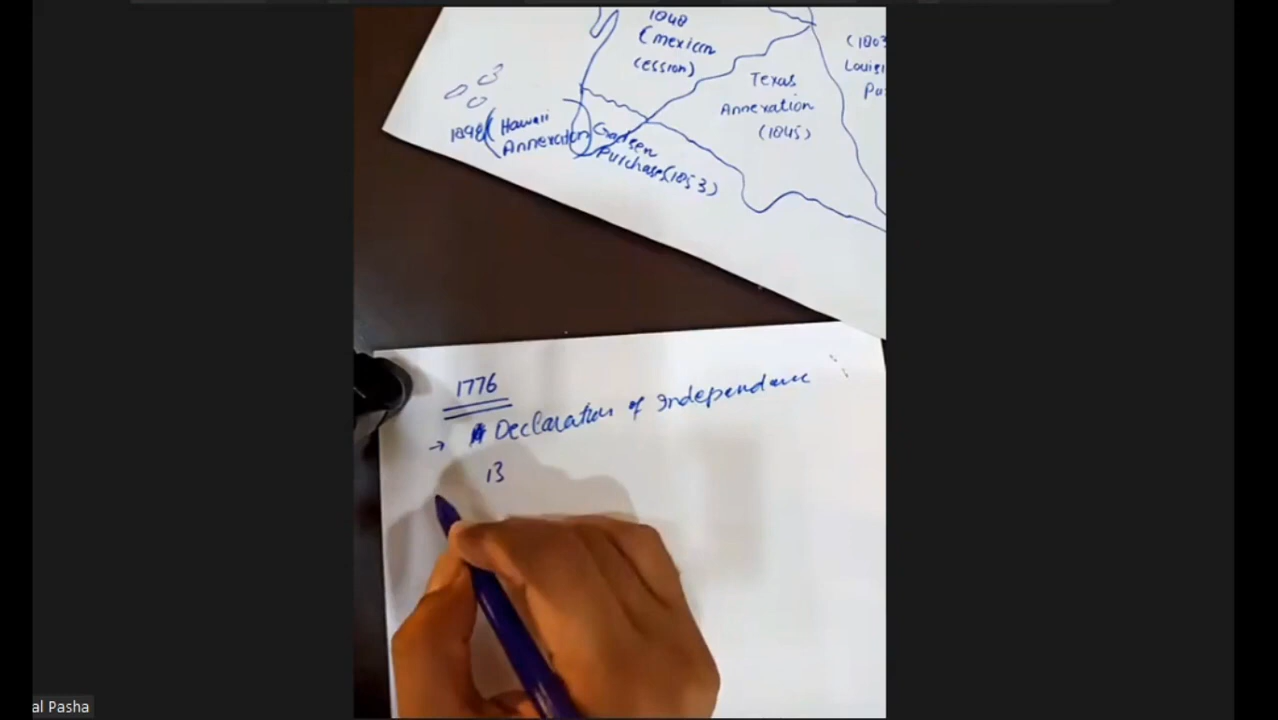 1848
(mexican
cession)
Texas
Annexation
(1845)
(1803
Louisi
Pu
1898 (Hawaii
Annexation
Gadsen
Purchase(1853)
1776
→ Declaration of Independence
13
al Pasha